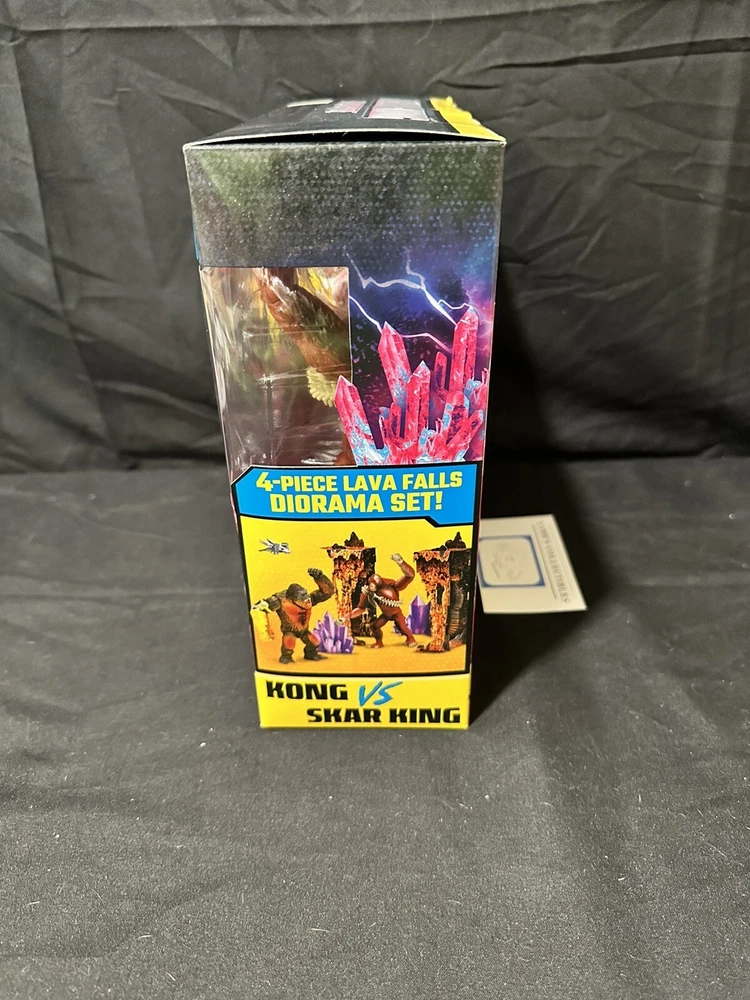 4-PIECE LAVA FALLS
DIORAMA SET!
KONG VS
SKAR KING